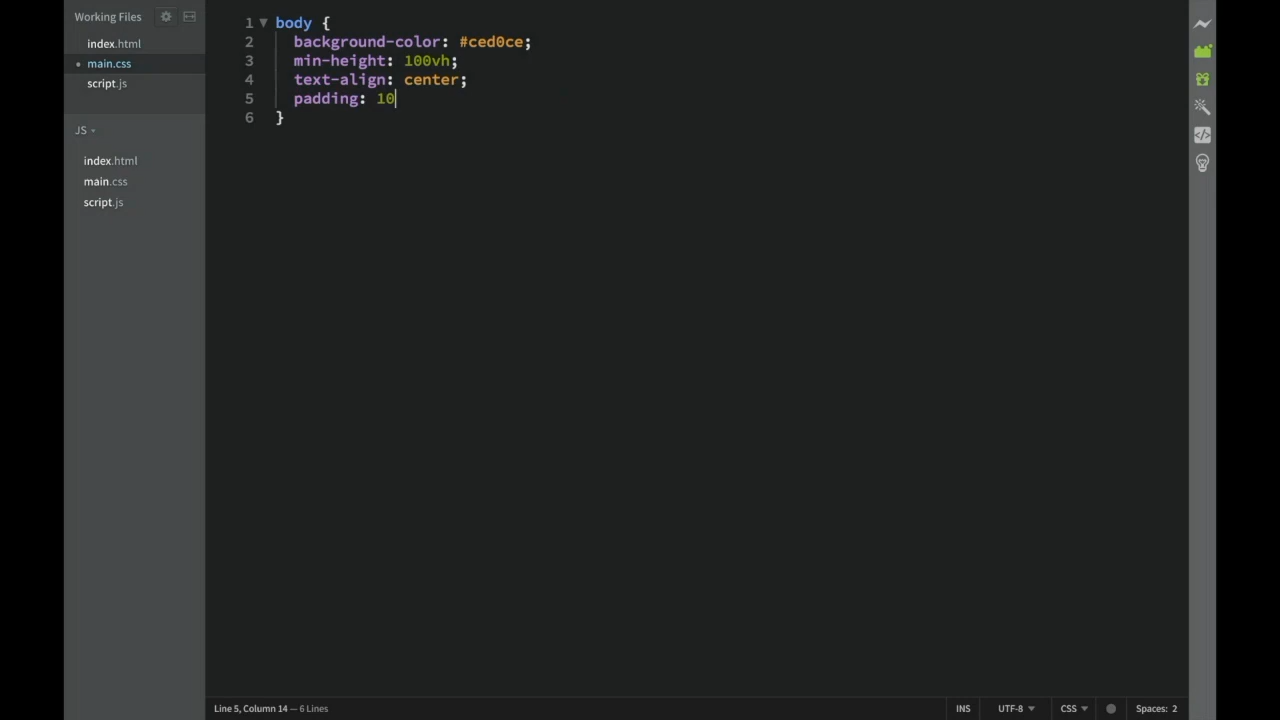 Working Files
index.html
main.css
script.js
JS
index.html
main.css
script.js
1 body {
2 background-color: #ced0ce;
3 min-height: 100vh;
4 text-align: center;
5 padding: 10
6 }
Line 5, Column 14 — 6 Lines
INS UTF-8 CSS Spaces: 2